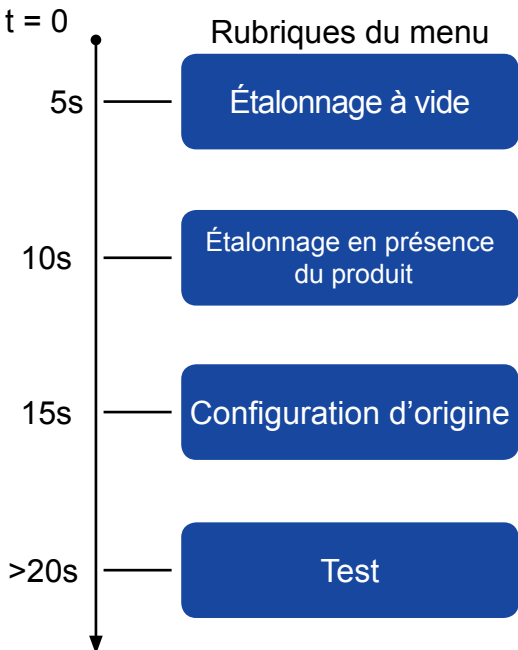 t = 0
Rubriques du menu
5s
Étalonnage à vide
10s
Étalonnage en présence
du produit
15s
Configuration d’origine
>20s
Test